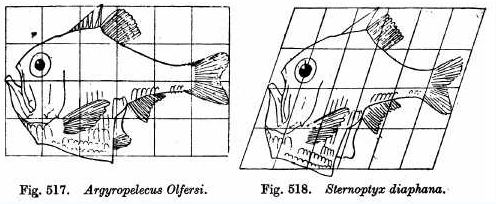 Fig. 517. Argyropelecus Olfersi.
Fig. 518. Sternoptyx diaphana.